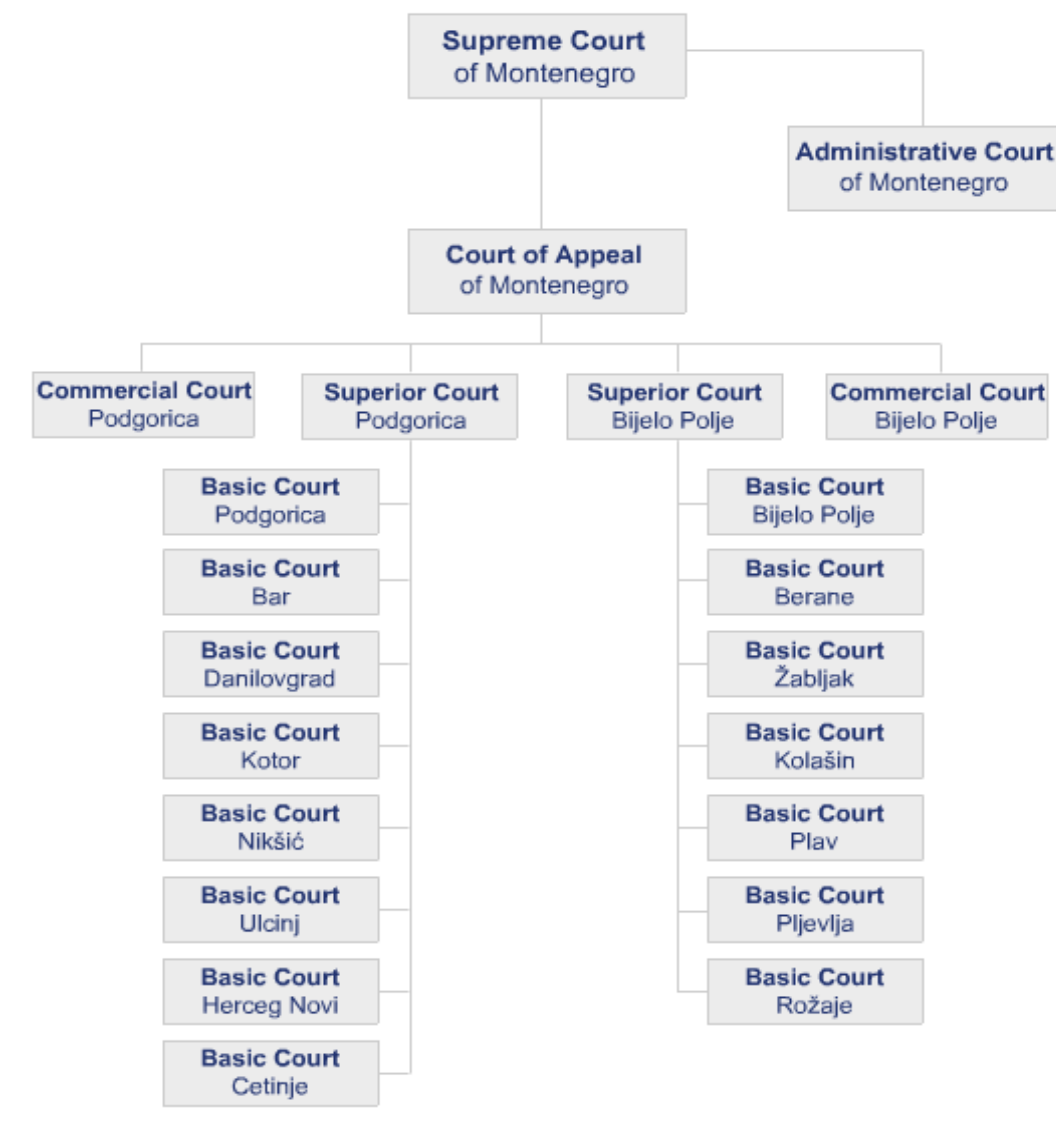 Supreme Court
of Montenegro
Administrative Court
of Montenegro
Court of Appeal
of Montenegro
Commercial Court
Podgorica
Superior Court
Podgorica
Superior Court
Bijelo Polje
Commercial Court
Bijelo Polje
Basic Court
Podgorica
Basic Court
Bar
Basic Court
Danilovgrad
Basic Court
Kotor
Basic Court
Nikšić
Basic Court
Ulcinj
Basic Court
Herceg Novi
Basic Court
Cetinje
Basic Court
Bijelo Polje
Basic Court
Berane
Basic Court
Žabljak
Basic Court
Kolašin
Basic Court
Plav
Basic Court
Pljevlja
Basic Court
Rožaje